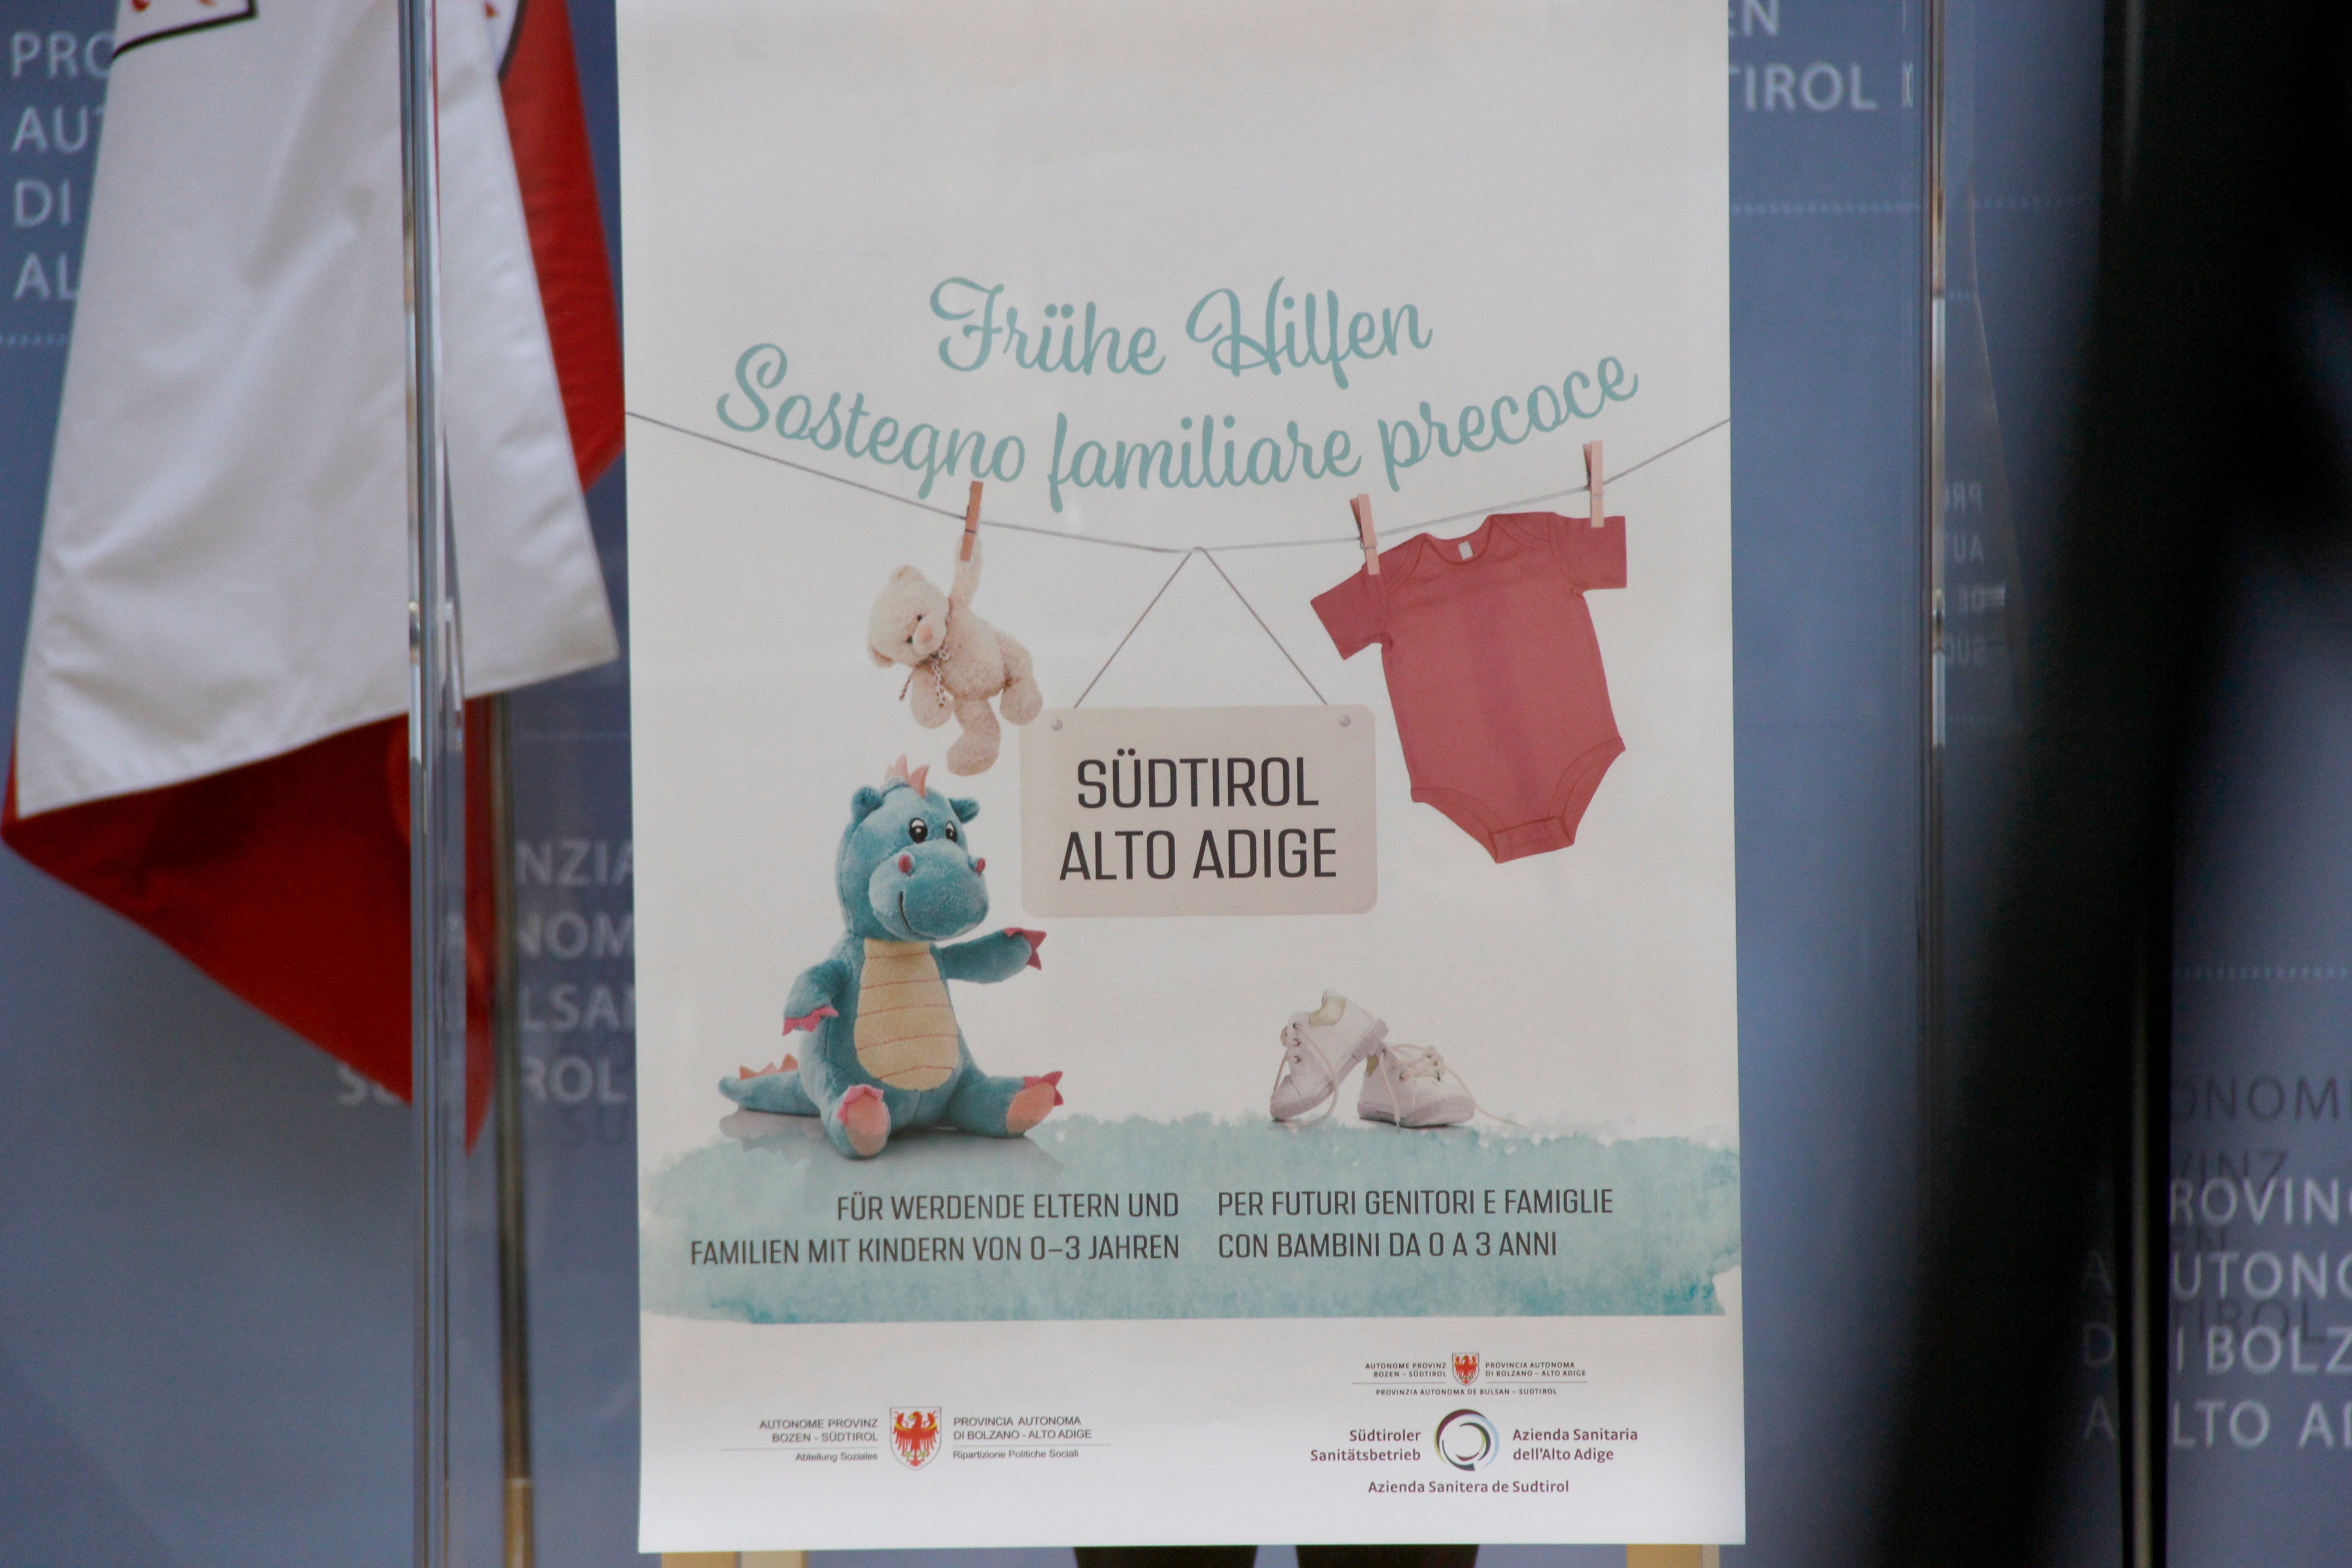 Frühe Hilfen
Sostegno familiare precoce
SÜDTIROL
ALTO ADIGE
FÜR WERDENDE ELTERN UND
FAMILIEN MIT KINDERN VON 0–3 JAHREN
PER FUTURI GENITORI E FAMIGLIE
CON BAMBINI DA 0 A 3 ANNI
AUTONOME PROVINZ
BOZEN - SÜDTIROL
Abteilung Soziales
PROVINCIA AUTONOMA
DI BOLZANO - ALTO ADIGE
Ripartizione Politiche Sociali
AUTONOME PROVINZ
BOZEN – SÜDTIROL
PROVINCIA AUTONOMA
DI BOLZANO – ALTO ADIGE
PROVINZIA AUTONOMA DE BULSAN – SUDTIROL
Südtiroler
Sanitätsbetrieb
Azienda Sanitaria
dell'Alto Adige
Azienda Sanitera de Sudtirol
DI